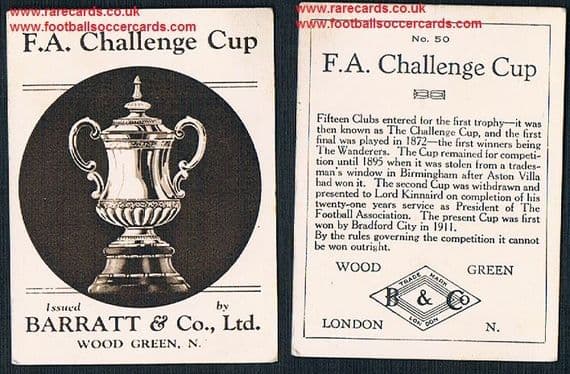 www.rarecards.co.uk
www.footballsoccercards.com
F.A. Challenge Cup
Issued by
BARRATT & Co., Ltd.
WOOD GREEN, N.
www.rarecards.co.uk
www.footballsoccercards.com
No. 50
F.A. Challenge Cup
Fifteen Clubs entered for the first trophy—it was
then known as The Challenge Cup, and the first
final was played in 1872—the first winners being
The Wanderers. The Cup remained for competi-
tion until 1895 when it was stolen from a trades-
man's window in Birmingham after Aston Villa
had won it. The second Cup was withdrawn and
presented to Lord Kinnaird on completion of his
twenty-one years service as President of The
Football Association. The present Cup was first
won by Bradford City in 1911.
By the rules governing the competition it cannot
be won outright.
WOOD GREEN
TRADE MARK
B & Co
LONDON
LONDON N.